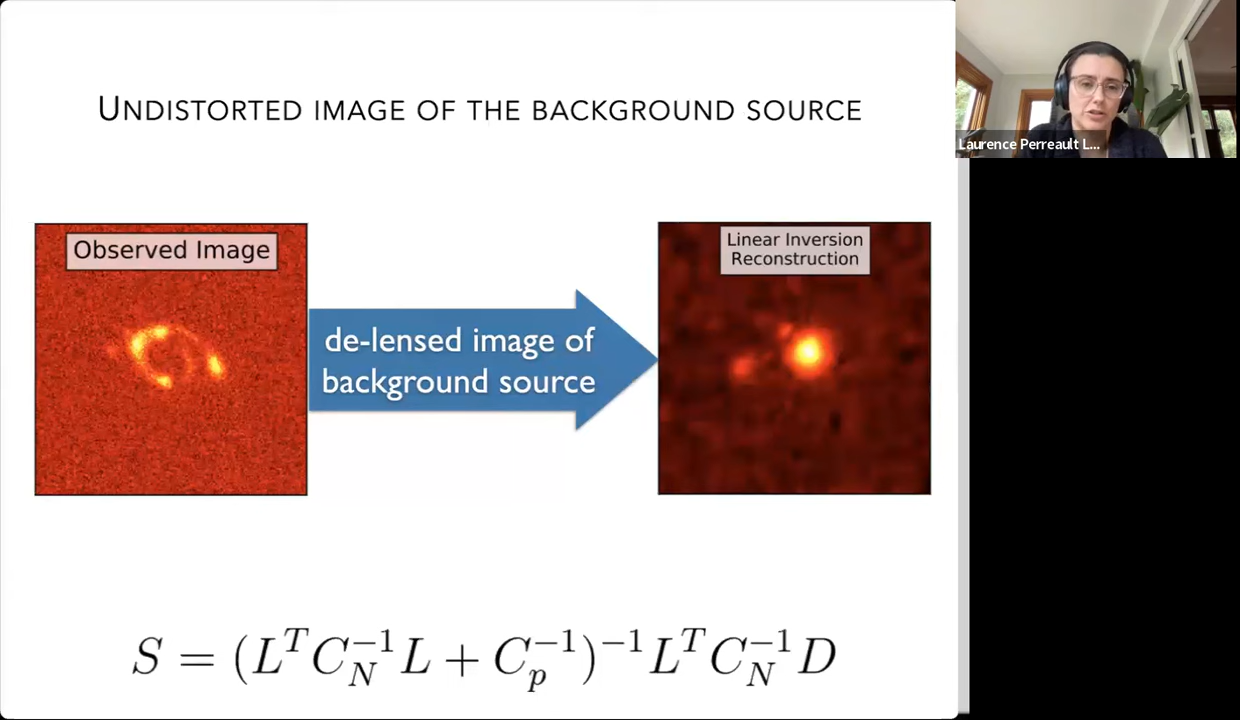 UNDISTORTED IMAGE OF THE BACKGROUND SOURCE
Laurence Perreault L...
Observed Image
de-lensed image of
background source
Linear Inversion
Reconstruction
S = (L^T C_N^{-1} L + C_p^{-1})^{-1} L^T C_N^{-1} D